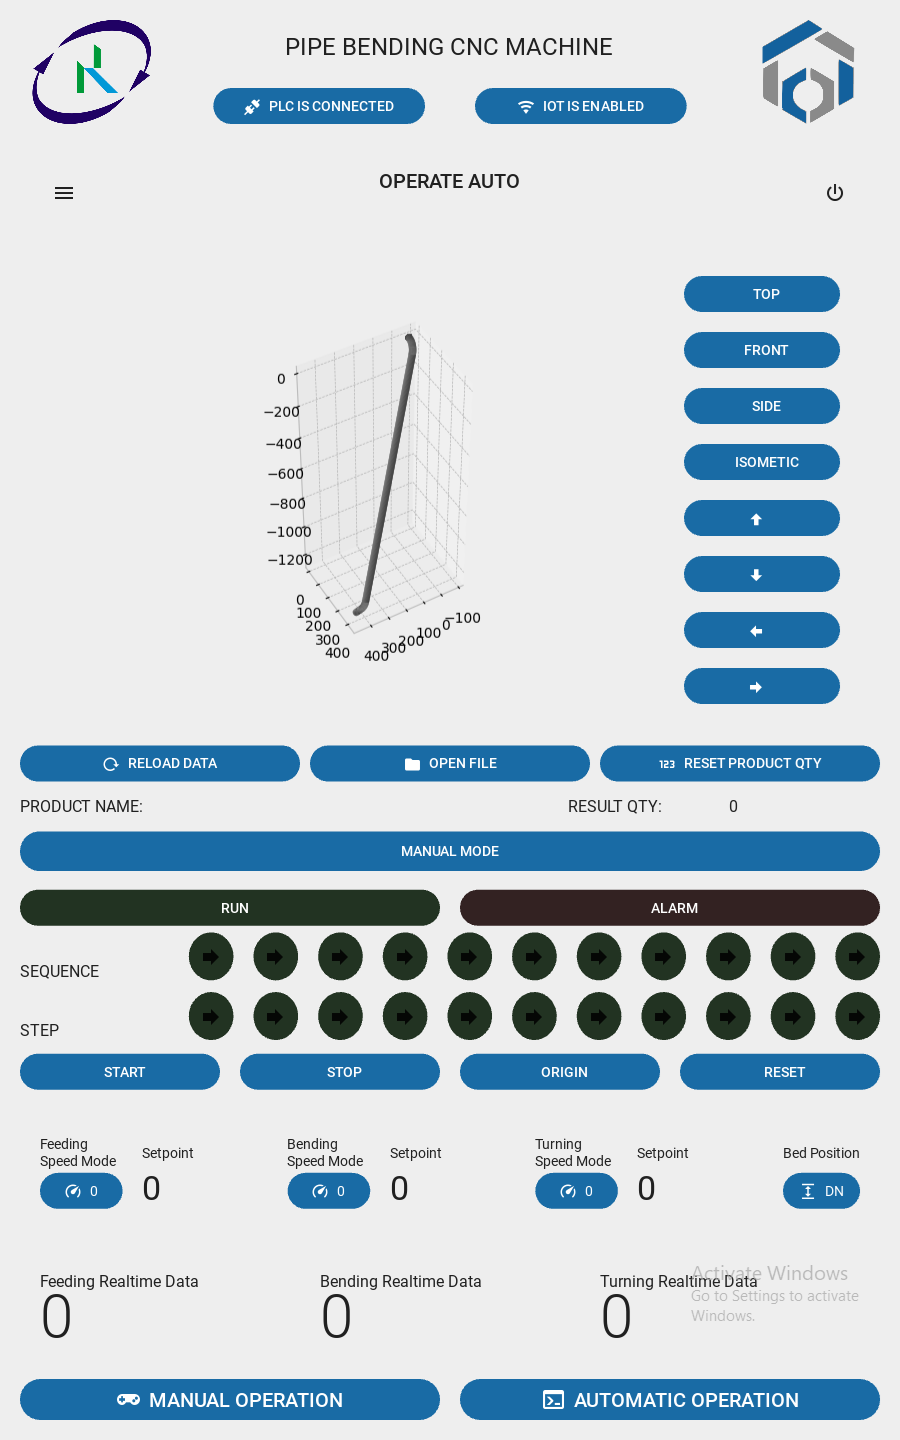 PIPE BENDING CNC MACHINE
PLC IS CONNECTED
IOT IS ENABLED
OPERATE AUTO
TOP
FRONT
SIDE
ISOMETIC
0
−200
−400
−600
−800
−1000
−1200
0
100
200
300
400
400
300
200
100
0
−100
RELOAD DATA
OPEN FILE
123 RESET PRODUCT QTY
PRODUCT NAME:
RESULT QTY: 0
MANUAL MODE
RUN
ALARM
SEQUENCE
STEP
START
STOP
ORIGIN
RESET
Feeding
Speed Mode
0
Setpoint
0
Bending
Speed Mode
0
Setpoint
0
Turning
Speed Mode
0
Setpoint
0
Bed Position
DN
Feeding Realtime Data
0
Bending Realtime Data
0
Turning Realtime Data
0
Activate Windows
Go to Settings to activate
Windows.
MANUAL OPERATION
AUTOMATIC OPERATION